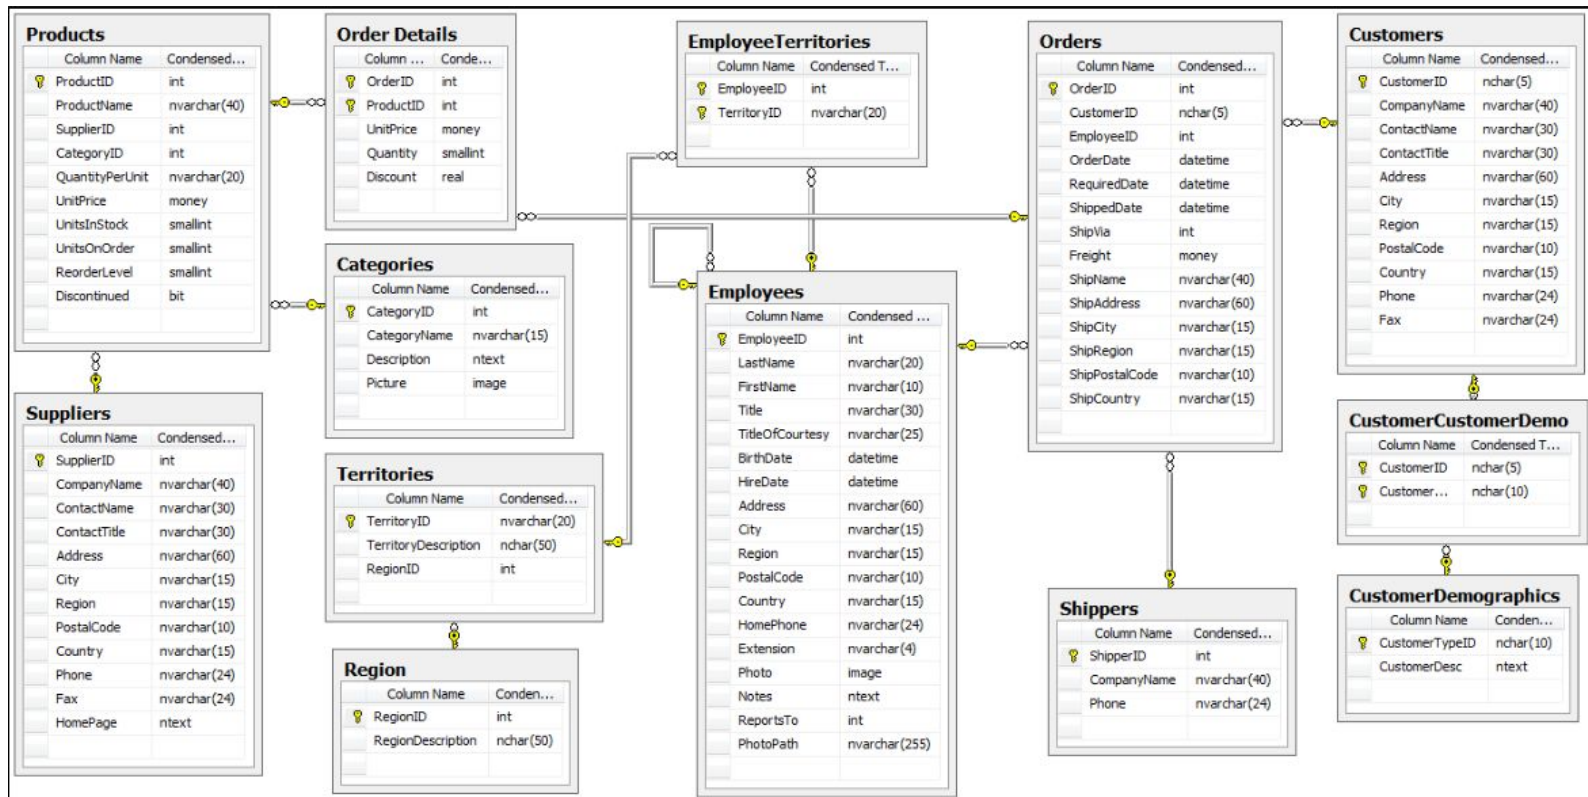 Products
Column Name Condensed...
ProductID int
ProductName nvarchar(40)
SupplierID int
CategoryID int
QuantityPerUnit nvarchar(20)
UnitPrice money
UnitsInStock smallint
UnitsOnOrder smallint
ReorderLevel smallint
Discontinued bit
Order Details
Column ... Conde...
OrderID int
ProductID int
UnitPrice money
Quantity smallint
Discount real
EmployeeTerritories
Column Name Condensed T...
EmployeeID int
TerritoryID nvarchar(20)
Orders
Column Name Condensed...
OrderID int
CustomerID nchar(5)
EmployeeID int
OrderDate datetime
RequiredDate datetime
ShippedDate datetime
ShipVia int
Freight money
ShipName nvarchar(40)
ShipAddress nvarchar(60)
ShipCity nvarchar(15)
ShipRegion nvarchar(15)
ShipPostalCode nvarchar(10)
ShipCountry nvarchar(15)
Customers
Column Name Condensed...
CustomerID nchar(5)
CompanyName nvarchar(40)
ContactName nvarchar(30)
ContactTitle nvarchar(30)
Address nvarchar(60)
City nvarchar(15)
Region nvarchar(15)
PostalCode nvarchar(10)
Country nvarchar(15)
Phone nvarchar(24)
Fax nvarchar(24)
Categories
Column Name Condensed...
CategoryID int
CategoryName nvarchar(15)
Description ntext
Picture image
Employees
Column Name Condensed ...
EmployeeID int
LastName nvarchar(20)
FirstName nvarchar(10)
Title nvarchar(30)
TitleOfCourtesy nvarchar(25)
BirthDate datetime
HireDate datetime
Address nvarchar(60)
City nvarchar(15)
Region nvarchar(15)
PostalCode nvarchar(10)
Country nvarchar(15)
HomePhone nvarchar(24)
Extension nvarchar(4)
Photo image
Notes ntext
ReportsTo int
PhotoPath nvarchar(255)
Suppliers
Column Name Condensed...
SupplierID int
CompanyName nvarchar(40)
ContactName nvarchar(30)
ContactTitle nvarchar(30)
Address nvarchar(60)
City nvarchar(15)
Region nvarchar(15)
PostalCode nvarchar(10)
Country nvarchar(15)
Phone nvarchar(24)
Fax nvarchar(24)
HomePage ntext
Territories
Column Name Condensed...
TerritoryID nvarchar(20)
TerritoryDescription nchar(50)
RegionID int
CustomerCustomerDemo
Column Name Condensed T...
CustomerID nchar(5)
Customer... nchar(10)
Region
Column Name Conden...
RegionID int
RegionDescription nchar(50)
Shippers
Column Name Condensed...
ShipperID int
CompanyName nvarchar(40)
Phone nvarchar(24)
CustomerDemographics
Column Name Conden...
CustomerTypeID nchar(10)
CustomerDesc ntext